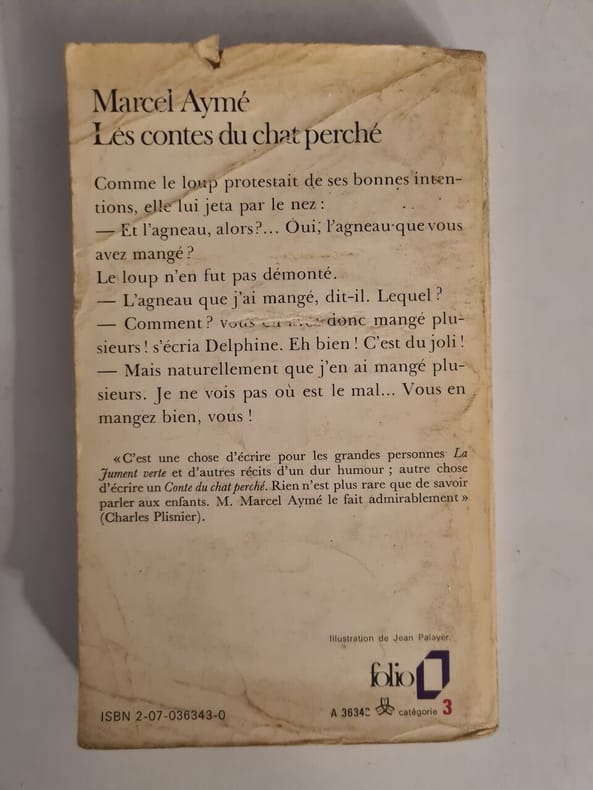 Marcel Aymé
Les contes du chat perché
Comme le loup protestait de ses bonnes inten-
tions, elle lui jeta par le nez :
— Et l'agneau, alors?... Oui, l'agneau que vous
avez mangé ?
Le loup n'en fut pas démonté.
— L'agneau que j'ai mangé, dit-il. Lequel ?
— Comment ? vous donc mangé plu-
sieurs ! s'écria Delphine. Eh bien ! C'est du joli !
— Mais naturellement que j'en ai mangé plu-
sieurs. Je ne vois pas où est le mal... Vous en
mangez bien, vous !
« C'est une chose d'écrire pour les grandes personnes La
Jument verte et d'autres récits d'un dur humour ; autre chose
d'écrire un Conte du chat perché. Rien n'est plus rare que de savoir
parler aux enfants. M. Marcel Aymé le fait admirablement »
(Charles Plisnier).
Illustration de Jean Palayer.
folio
ISBN 2-07-036343-0
A 36343 catégorie 3